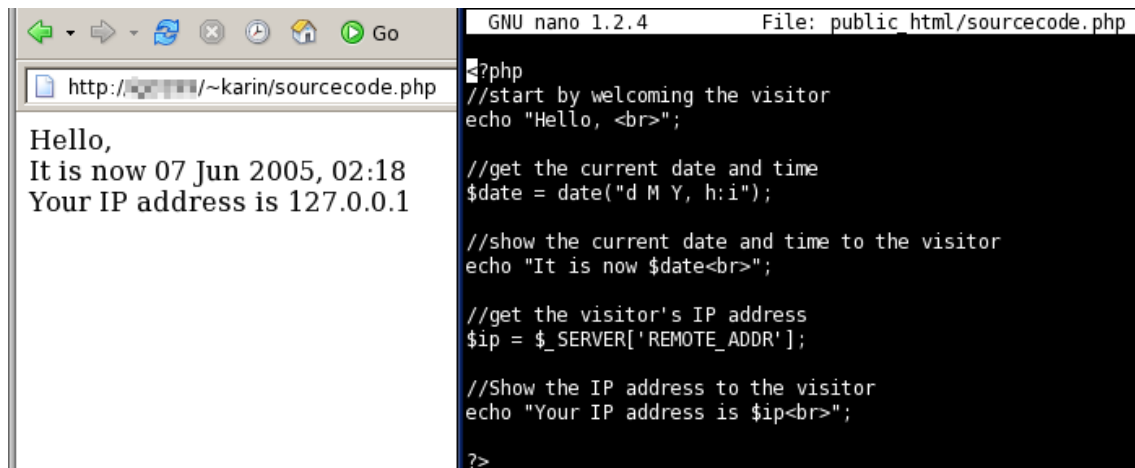 Go
http://
/~karin/sourcecode.php
Hello,
It is now 07 Jun 2005, 02:18
Your IP address is 127.0.0.1
GNU nano 1.2.4 File: public_html/sourcecode.php
<?php
//start by welcoming the visitor
echo "Hello, <br>";
//get the current date and time
$date = date("d M Y, h:i");
//show the current date and time to the visitor
echo "It is now $date<br>";
//get the visitor's IP address
$ip = $_SERVER['REMOTE_ADDR'];
//Show the IP address to the visitor
echo "Your IP address is $ip<br>";
?>